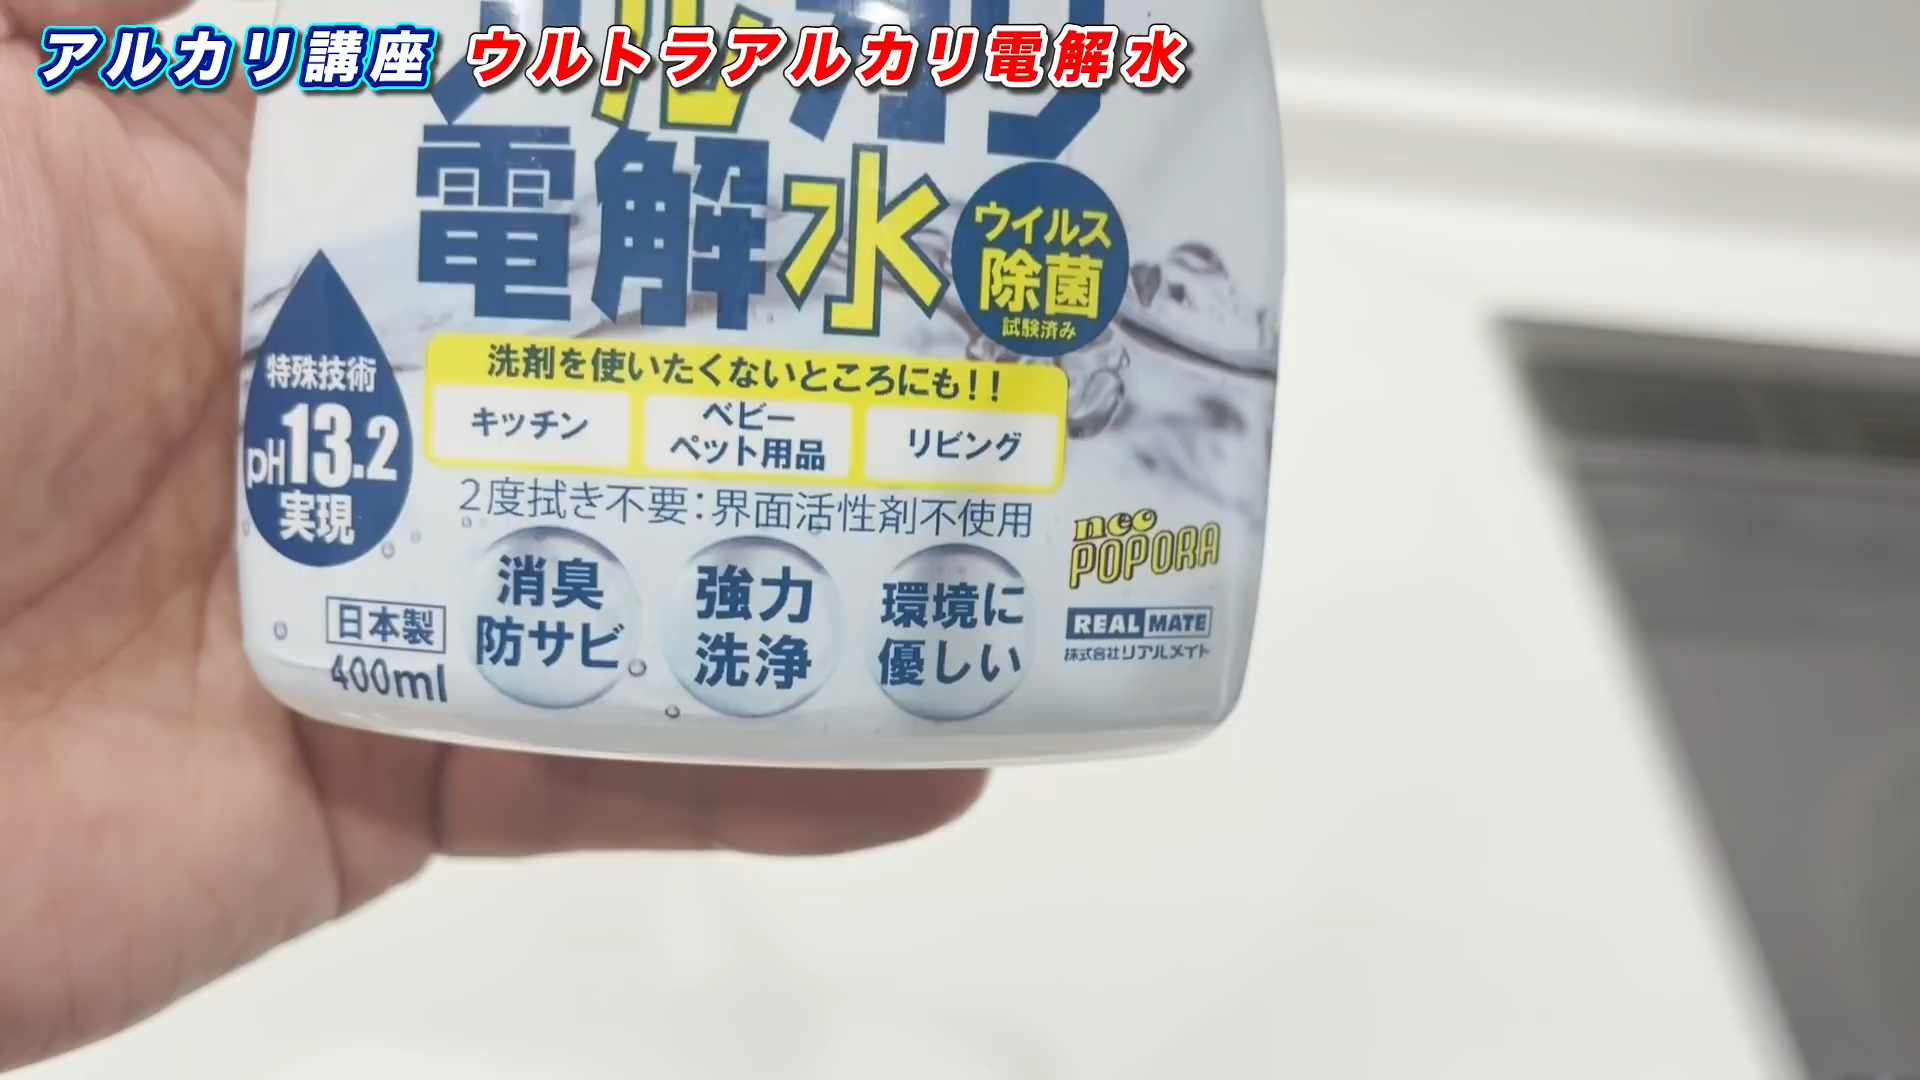 アルカリ講座 ウルトラアルカリ電解水
アルカリ
電解水
ウイルス
除菌
試験済み
特殊技術
pH13.2
実現
洗剤を使いたくないところにも!!
キッチン
ベビー
ペット用品
リビング
2度拭き不要:界面活性剤不使用
消臭
防サビ
強力
洗浄
環境に
優しい
neo
POPORA
REAL MATE
株式会社リアルメイト
日本製
400ml